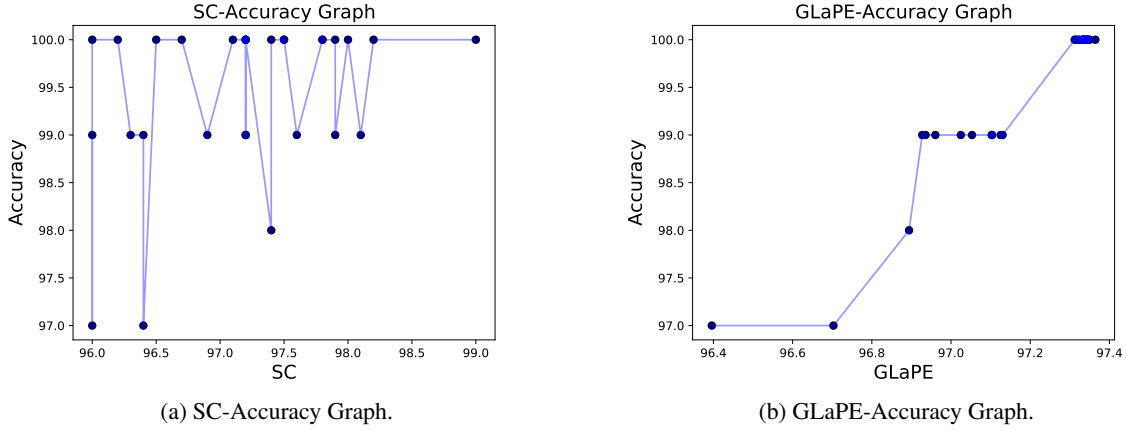 SC-Accuracy Graph
100.0
99.5
99.0
98.5
98.0
97.5
97.0
Accuracy
96.0 96.5 97.0 97.5 98.0 98.5 99.0
SC
(a) SC-Accuracy Graph.
GLaPE-Accuracy Graph
100.0
99.5
99.0
98.5
98.0
97.5
97.0
Accuracy
96.4 96.6 96.8 97.0 97.2 97.4
GLaPE
(b) GLaPE-Accuracy Graph.